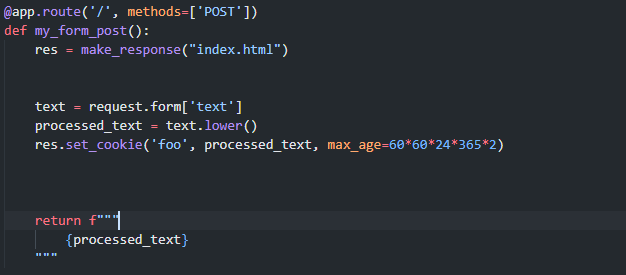 @app.route('/', methods=['POST'])
def my_form_post():
    res = make_response("index.html")
    text = request.form['text']
    processed_text = text.lower()
    res.set_cookie('foo', processed_text, max_age=60*60*24*365*2)
    return f"""
        {processed_text}
    """